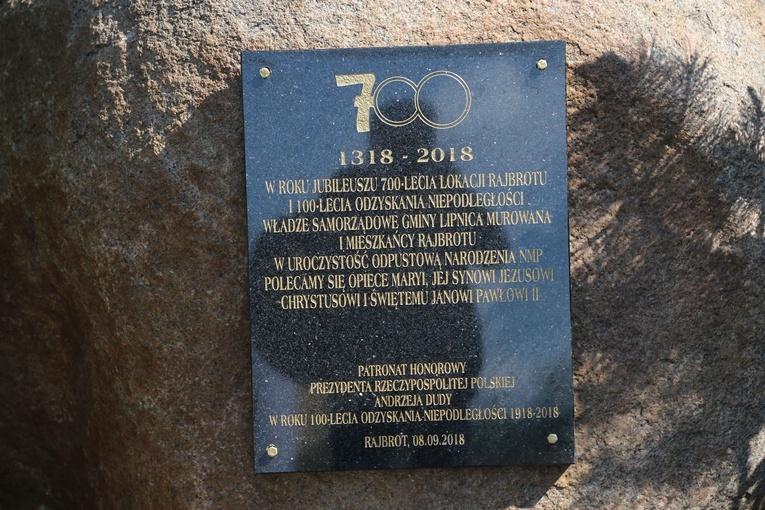 700
1318 - 2018
W ROKU JUBILEUSZU 700-LECIA LOKACJI RAJBROTU
I 100-LECIA ODZYSKANIA NIEPODLEGŁOŚCI
WŁADZE SAMORZĄDOWE GMINY LIPNICA MUROWANA
I MIESZKAŃCY RAJBROTU
W UROCZYSTOŚĆ ODPUSTOWĄ NARODZENIA NMP
POLECAMY SIĘ OPIECE MARYI, JEJ SYNOWI JEZUSOWI
CHRYSTUSOWI I ŚWIĘTEMU JANOWI PAWŁOWI II
PATRONAT HONOROWY
PREZYDENTA RZECZYPOSPOLITEJ POLSKIEJ
ANDRZEJA DUDY
W ROKU 100-LECIA ODZYSKANIA NIEPODLEGŁOŚCI 1918-2018
RAJBRÓT, 08.09.2018